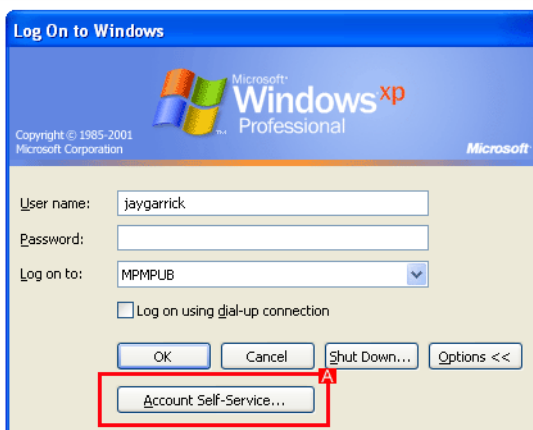 Log On to Windows
Microsoft®
Windows xp
Professional
Copyright © 1985-2001
Microsoft Corporation
Microsoft
User name: jaygarrick
Password:
Log on to: MPMPUB
Log on using dial-up connection
OK Cancel Shut Down... Options <<
A
Account Self-Service...